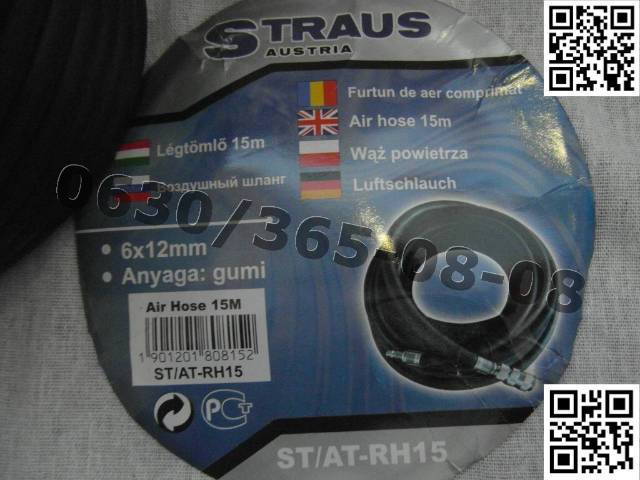 STRAUS
AUSTRIA
Furtun de aer comprimat
Air hose 15m
Légtömlő 15m
Wąż powietrza
Воздушный шланг
Luftschlauch
0630/365-08-08
• 6x12mm
• Anyaga: gumi
Air Hose 15M
1 901201 808152
ST/AT-RH15
РСТ
ST/AT-RH15